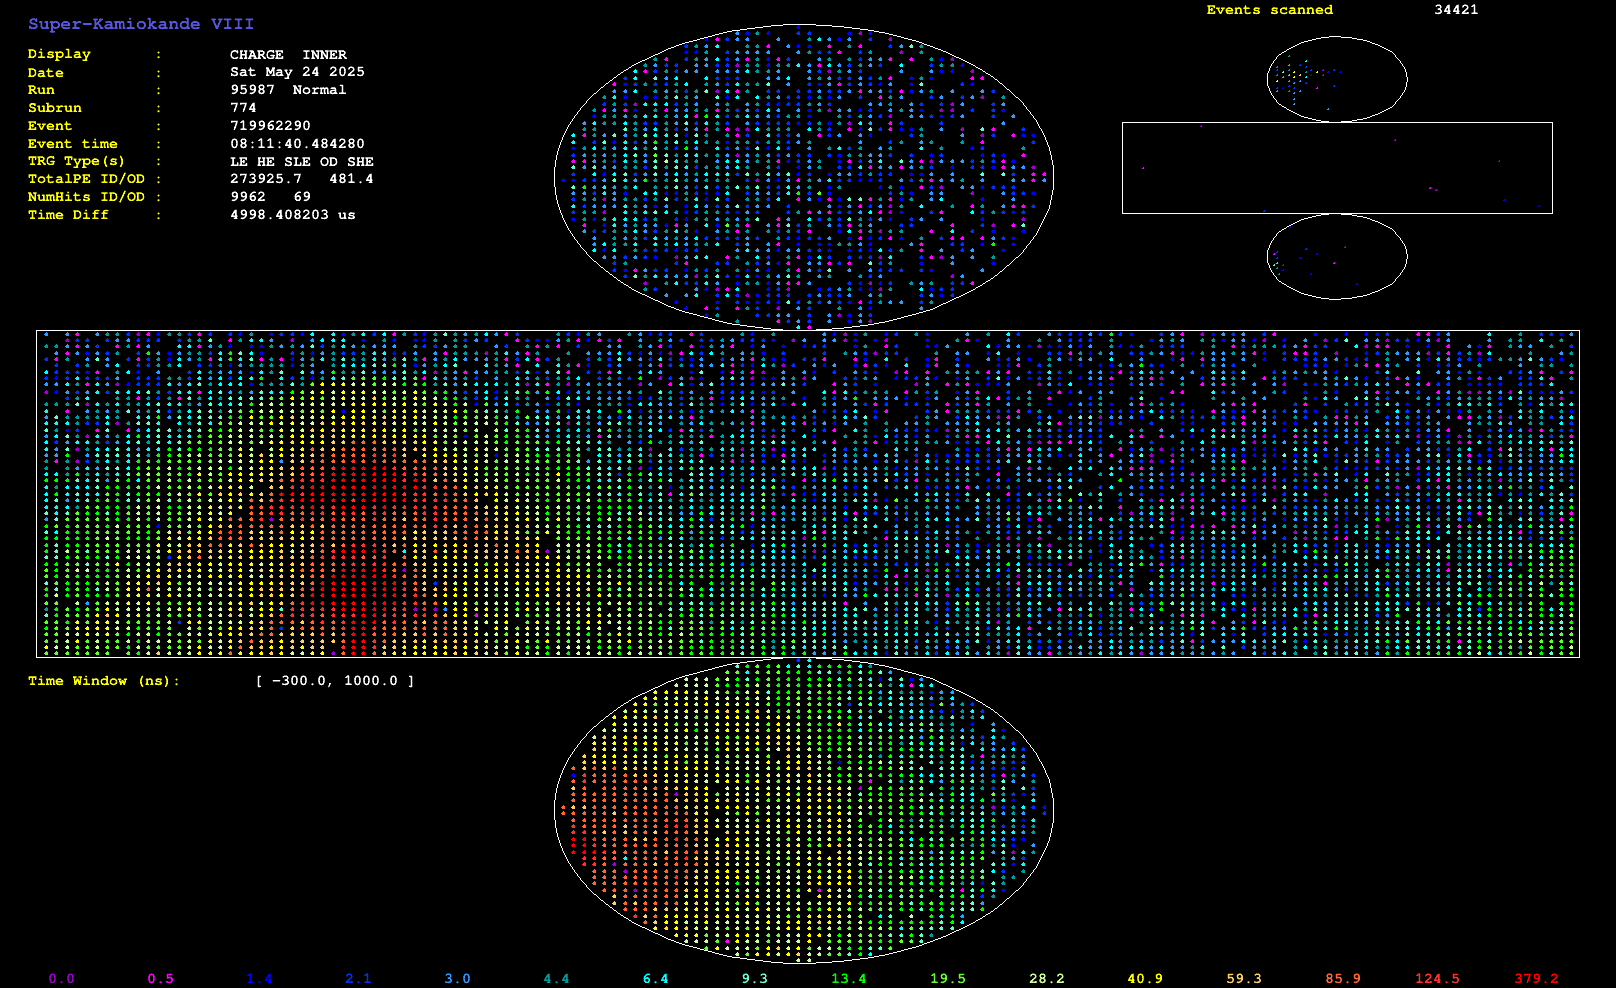 Super-Kamiokande VIII
Events scanned 34421
Display : CHARGE INNER
Date : Sat May 24 2025
Run : 95987 Normal
Subrun : 774
Event : 719962290
Event time : 08:11:40.484280
TRG Type(s) : LE HE SLE OD SHE
TotalPE ID/OD : 273925.7 481.4
NumHits ID/OD : 9962 69
Time Diff : 4998.408203 us
Time Window (ns): [ -300.0, 1000.0 ]
0.0 0.5 1.4 2.1 3.0 4.4 6.4 9.3 13.4 19.5 28.2 40.9 59.3 85.9 124.5 379.2